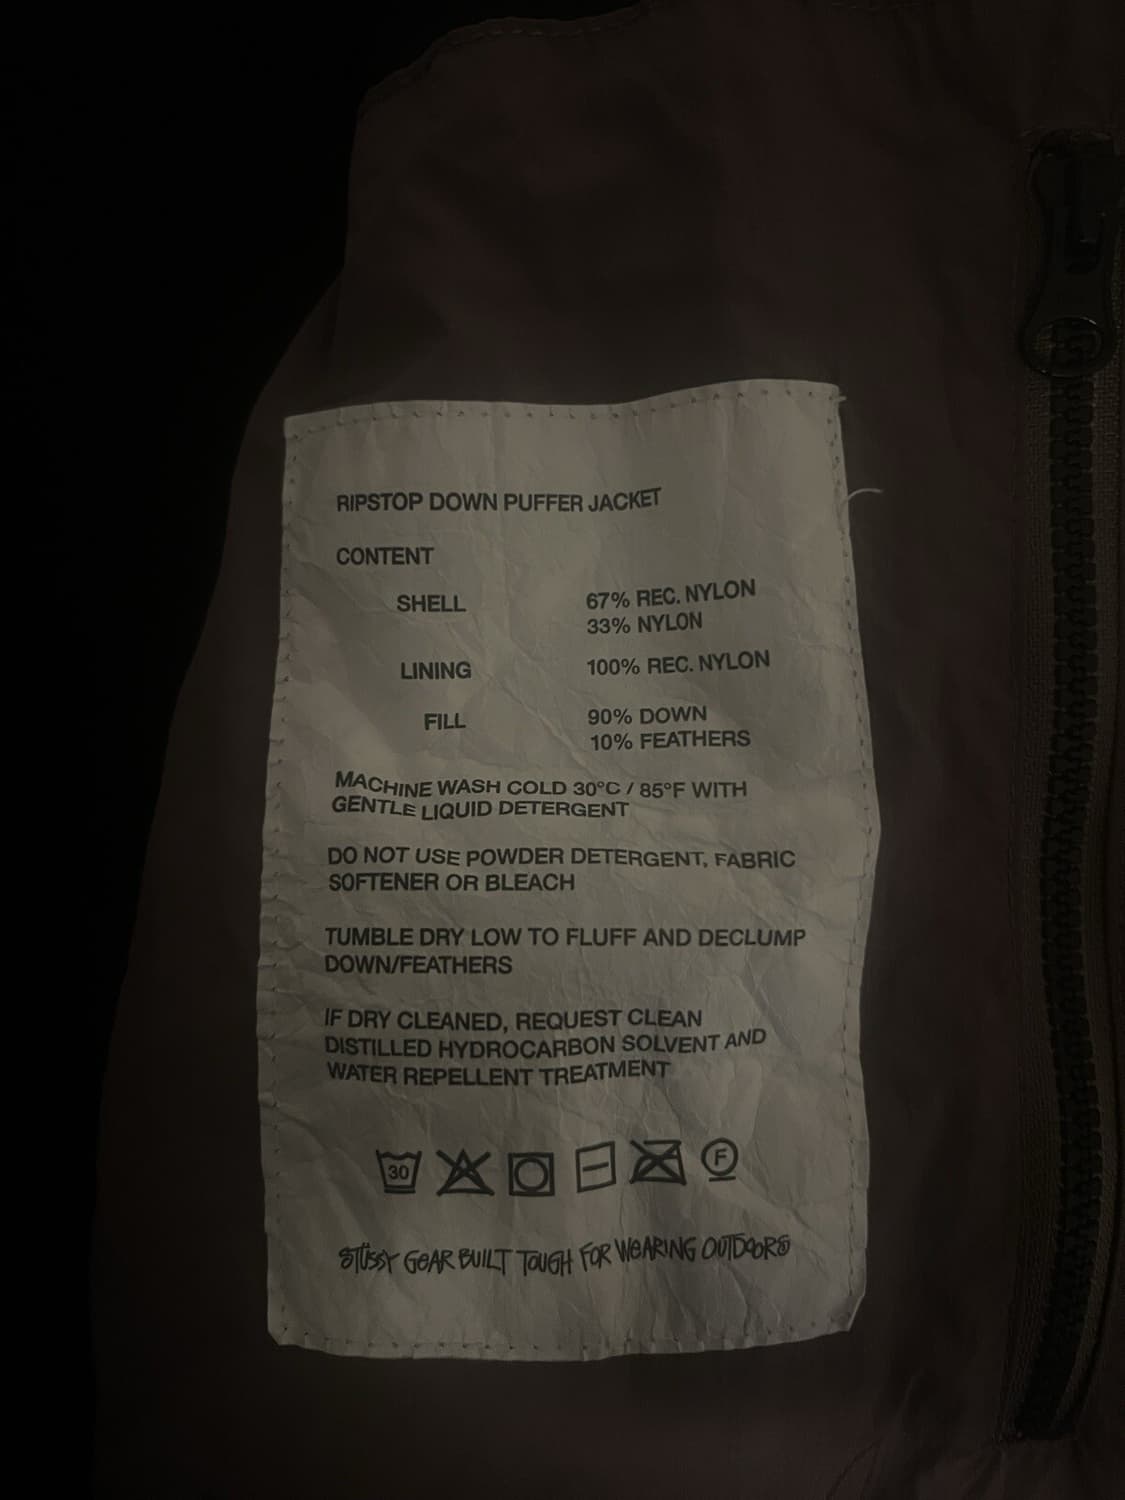 RIPSTOP DOWN PUFFER JACKET
CONTENT
SHELL 67% REC. NYLON
33% NYLON
LINING 100% REC. NYLON
FILL 90% DOWN
10% FEATHERS
MACHINE WASH COLD 30°C / 85°F WITH
GENTLE LIQUID DETERGENT
DO NOT USE POWDER DETERGENT, FABRIC
SOFTENER OR BLEACH
TUMBLE DRY LOW TO FLUFF AND DECLUMP
DOWN/FEATHERS
IF DRY CLEANED, REQUEST CLEAN
DISTILLED HYDROCARBON SOLVENT AND
WATER REPELLENT TREATMENT
30 F
STÜSSY GEAR BUILT TOUGH FOR WEARING OUTDOORS